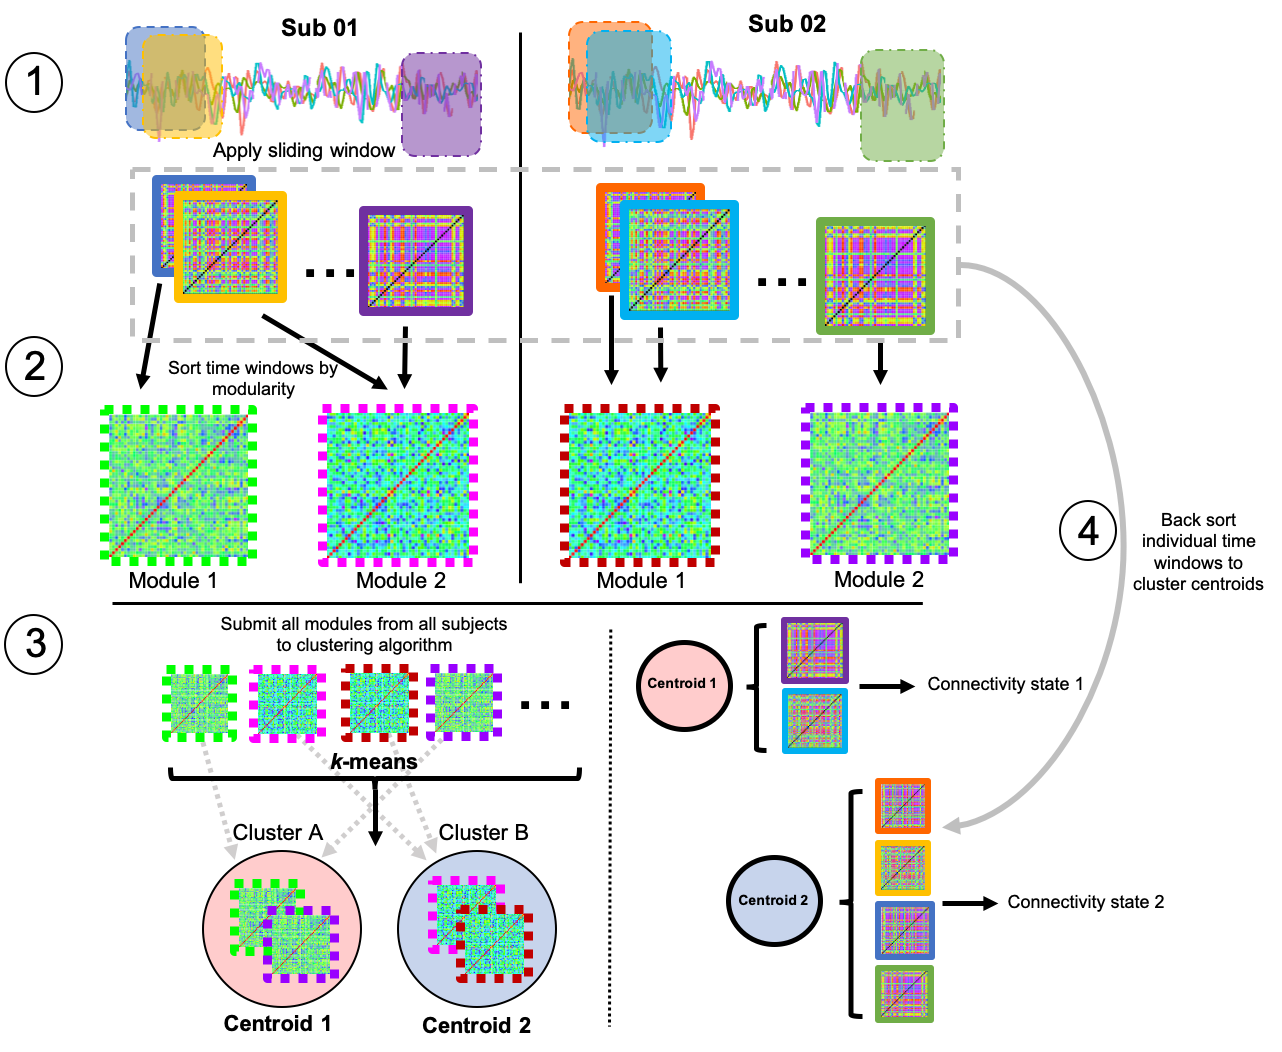 Sub 01
Sub 02
1
Apply sliding window
2
Sort time windows by
modularity
Module 1
Module 2
Module 1
Module 2
4
Back sort
individual time
windows to
cluster centroids
3
Submit all modules from all subjects
to clustering algorithm
k-means
Cluster A
Cluster B
Centroid 1
Centroid 2
Centroid 1
Connectivity state 1
Centroid 2
Connectivity state 2